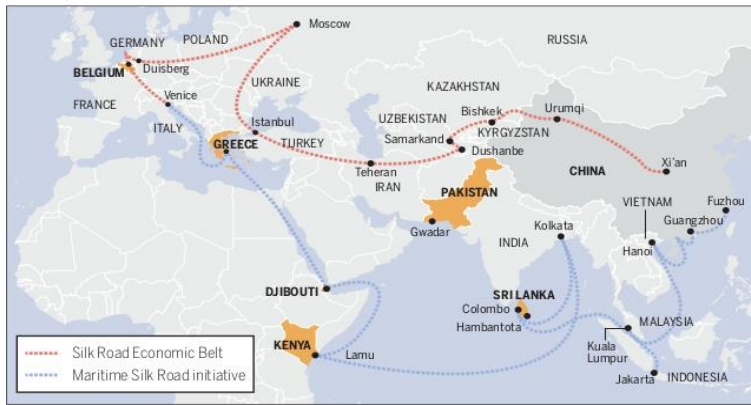 Moscow
GERMANY
POLAND
RUSSIA
BELGIUM
Duisberg
UKRAINE
KAZAKHSTAN
FRANCE
Venice
ITALY
Istanbul
UZBEKISTAN
Bishkek
Urumqi
GREECE
TURKEY
Samarkand
KYRGYZSTAN
Dushanbe
Teheran
IRAN
CHINA
Xi'an
PAKISTAN
VIETNAM
Fuzhou
Guangzhou
Gwadar
INDIA
Kolkata
Hanoi
DJIBOUTI
SRI LANKA
Colombo
Hambantota
KENYA
Lamu
MALAYSIA
Kuala
Lumpur
Jakarta
INDONESIA
Silk Road Economic Belt
Maritime Silk Road initiative